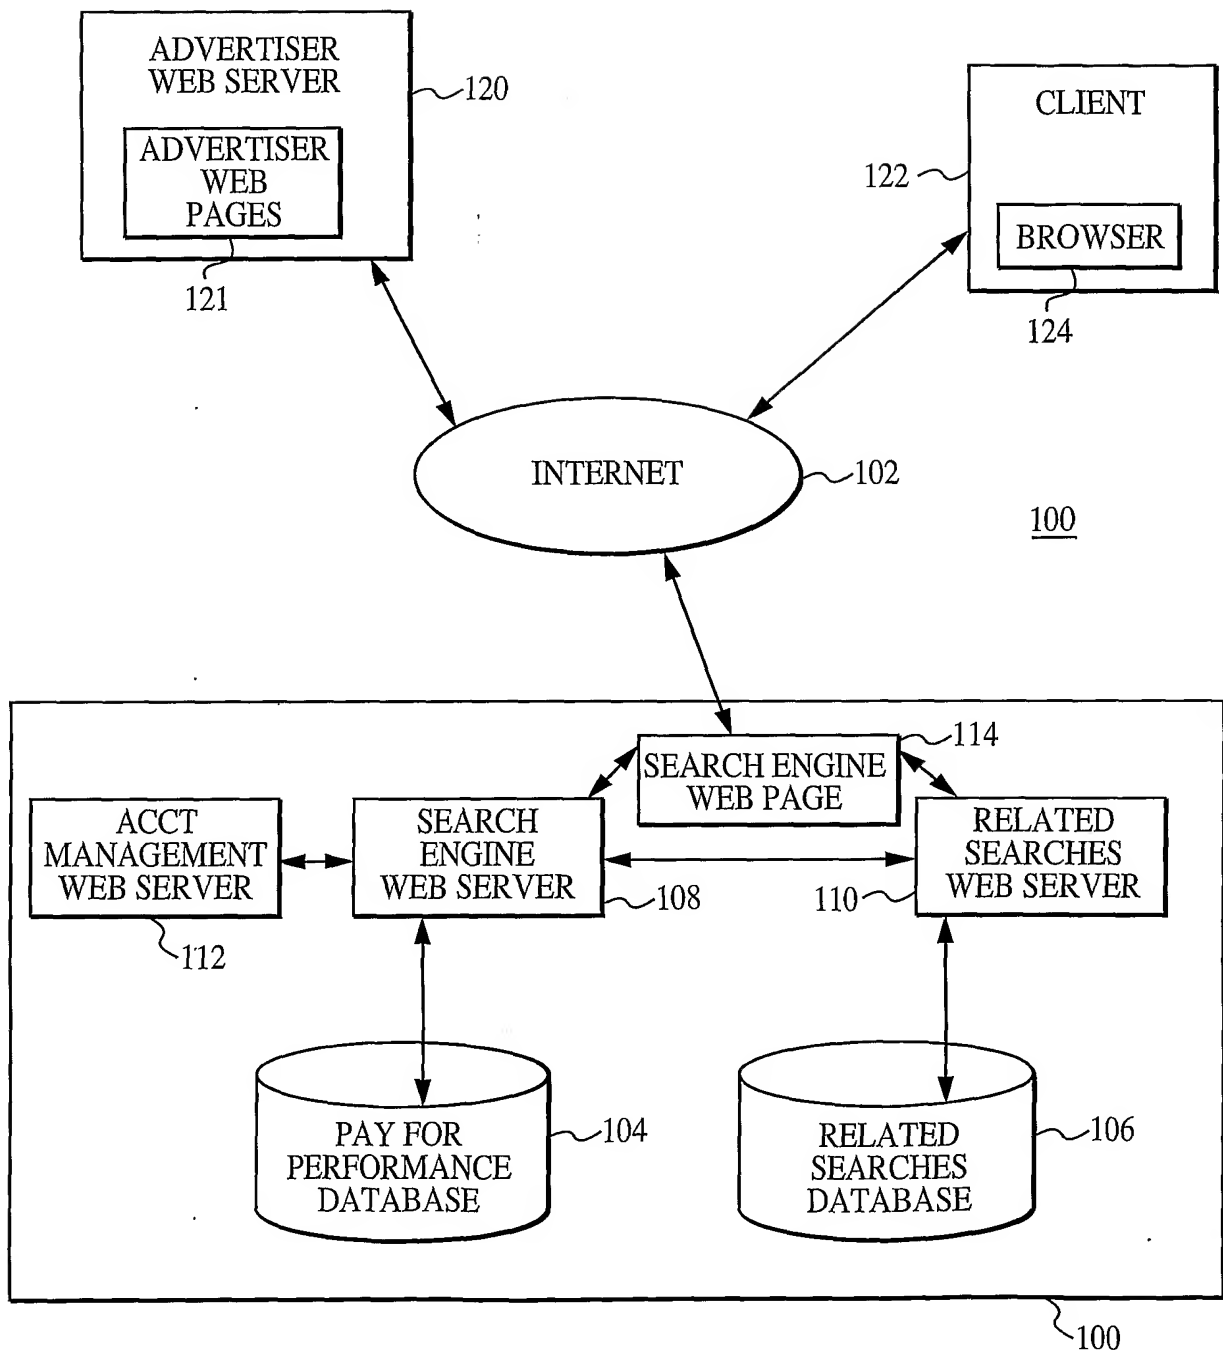 ADVERTISER
WEB SERVER
120
ADVERTISER
WEB
PAGES
121
CLIENT
122
BROWSER
124
INTERNET
102
100
114
SEARCH ENGINE
WEB PAGE
ACCT
MANAGEMENT
WEB SERVER
112
SEARCH
ENGINE
WEB SERVER
108
RELATED
SEARCHES
WEB SERVER
110
PAY FOR
PERFORMANCE
DATABASE
104
RELATED
SEARCHES
DATABASE
106
100